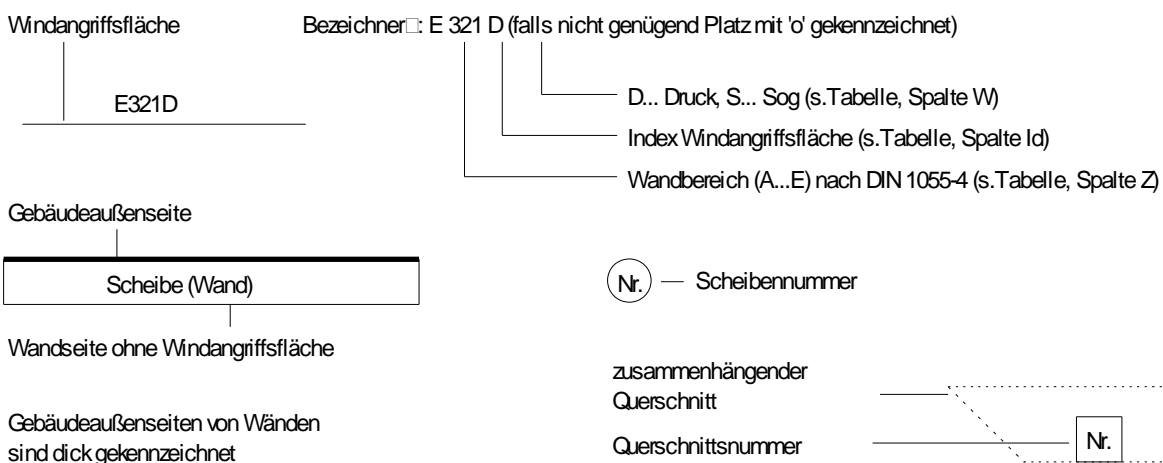 Windangriffsfläche
E321D
Bezeichner□: E 321 D (falls nicht genügend Platz mit 'o' gekennzeichnet)
D... Druck, S... Sog (s.Tabelle, Spalte W)
Index Windangriffsfläche (s.Tabelle, Spalte Id)
Wandbereich (A...E) nach DIN 1055-4 (s.Tabelle, Spalte Z)
Gebäudeaußenseite
Scheibe (Wand)
Wandseite ohne Windangriffsfläche
Gebäudeaußenseiten von Wänden
sind dick gekennzeichnet
Nr.
Scheibennummer
zusammenhängender
Querschnitt
Querschnittsnummer
Nr.